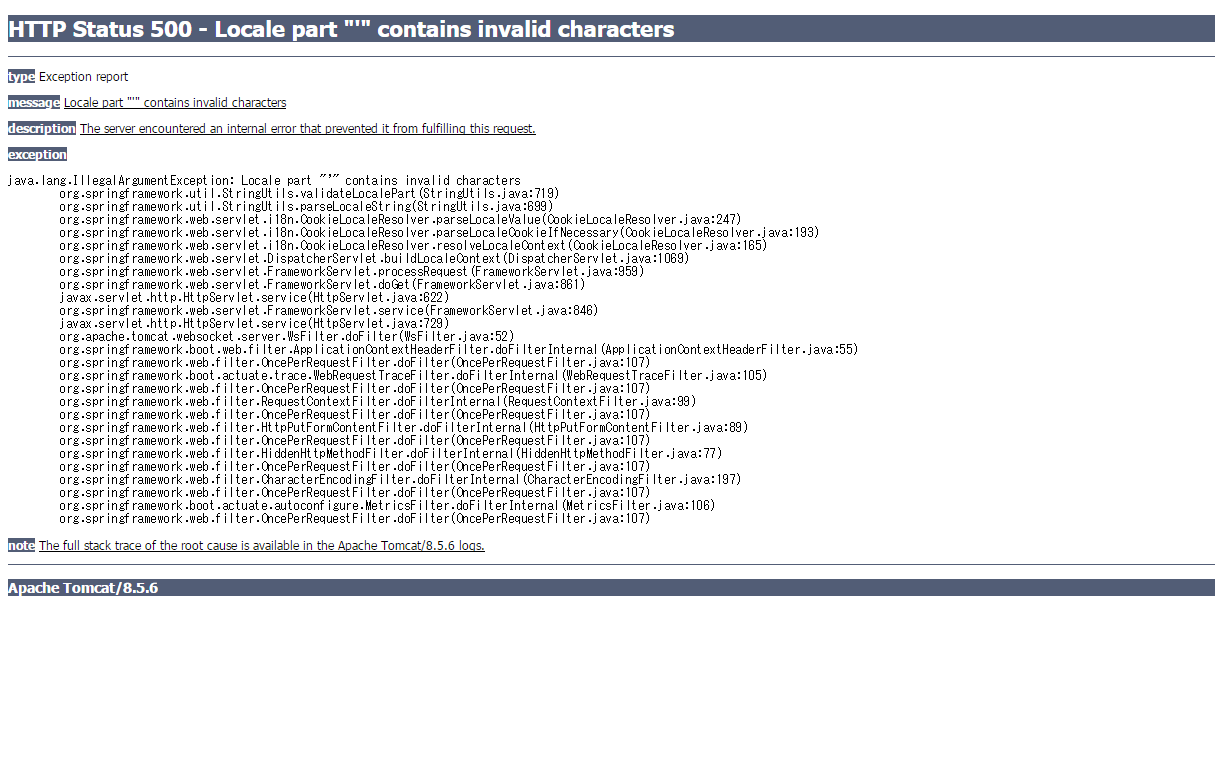 HTTP Status 500 - Locale part "'" contains invalid characters
type Exception report
message Locale part "'" contains invalid characters
description The server encountered an internal error that prevented it from fulfilling this request.
exception
java.lang.IllegalArgumentException: Locale part "'" contains invalid characters
org.springframework.util.StringUtils.validateLocalePart(StringUtils.java:719)
org.springframework.util.StringUtils.parseLocaleString(StringUtils.java:699)
org.springframework.web.servlet.i18n.CookieLocaleResolver.parseLocaleValue(CookieLocaleResolver.java:247)
org.springframework.web.servlet.i18n.CookieLocaleResolver.parseLocaleCookieIfNecessary(CookieLocaleResolver.java:193)
org.springframework.web.servlet.i18n.CookieLocaleResolver.resolveLocaleContext(CookieLocaleResolver.java:165)
org.springframework.web.servlet.DispatcherServlet.buildLocaleContext(DispatcherServlet.java:1069)
org.springframework.web.servlet.FrameworkServlet.processRequest(FrameworkServlet.java:959)
org.springframework.web.servlet.FrameworkServlet.doGet(FrameworkServlet.java:861)
javax.servlet.http.HttpServlet.service(HttpServlet.java:622)
org.springframework.web.servlet.FrameworkServlet.service(FrameworkServlet.java:846)
javax.servlet.http.HttpServlet.service(HttpServlet.java:729)
org.apache.tomcat.websocket.server.WsFilter.doFilter(WsFilter.java:52)
org.springframework.boot.web.filter.ApplicationContextHeaderFilter.doFilterInternal(ApplicationContextHeaderFilter.java:55)
org.springframework.web.filter.OncePerRequestFilter.doFilter(OncePerRequestFilter.java:107)
org.springframework.boot.actuate.trace.WebRequestTraceFilter.doFilterInternal(WebRequestTraceFilter.java:105)
org.springframework.web.filter.OncePerRequestFilter.doFilter(OncePerRequestFilter.java:107)
org.springframework.web.filter.RequestContextFilter.doFilterInternal(RequestContextFilter.java:99)
org.springframework.web.filter.OncePerRequestFilter.doFilter(OncePerRequestFilter.java:107)
org.springframework.web.filter.HttpPutFormContentFilter.doFilterInternal(HttpPutFormContentFilter.java:89)
org.springframework.web.filter.OncePerRequestFilter.doFilter(OncePerRequestFilter.java:107)
org.springframework.web.filter.HiddenHttpMethodFilter.doFilterInternal(HiddenHttpMethodFilter.java:77)
org.springframework.web.filter.OncePerRequestFilter.doFilter(OncePerRequestFilter.java:107)
org.springframework.web.filter.CharacterEncodingFilter.doFilterInternal(CharacterEncodingFilter.java:197)
org.springframework.web.filter.OncePerRequestFilter.doFilter(OncePerRequestFilter.java:107)
org.springframework.boot.actuate.autoconfigure.MetricsFilter.doFilterInternal(MetricsFilter.java:106)
org.springframework.web.filter.OncePerRequestFilter.doFilter(OncePerRequestFilter.java:107)
note The full stack trace of the root cause is available in the Apache Tomcat/8.5.6 logs.
Apache Tomcat/8.5.6